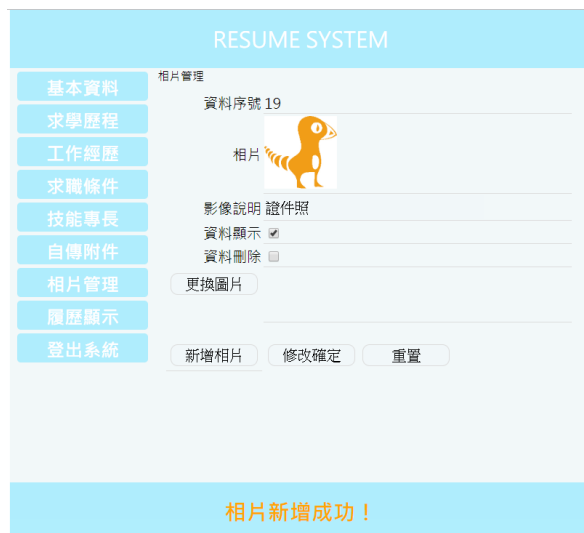 RESUME SYSTEM
基本資料
求學歷程
工作經歷
求職條件
技能專長
自傳附件
相片管理
履歷顯示
登出系統
相片管理
資料序號 19
相片
影像說明 證件照
資料顯示
資料刪除
更換圖片
新增相片 修改確定 重置
相片新增成功！